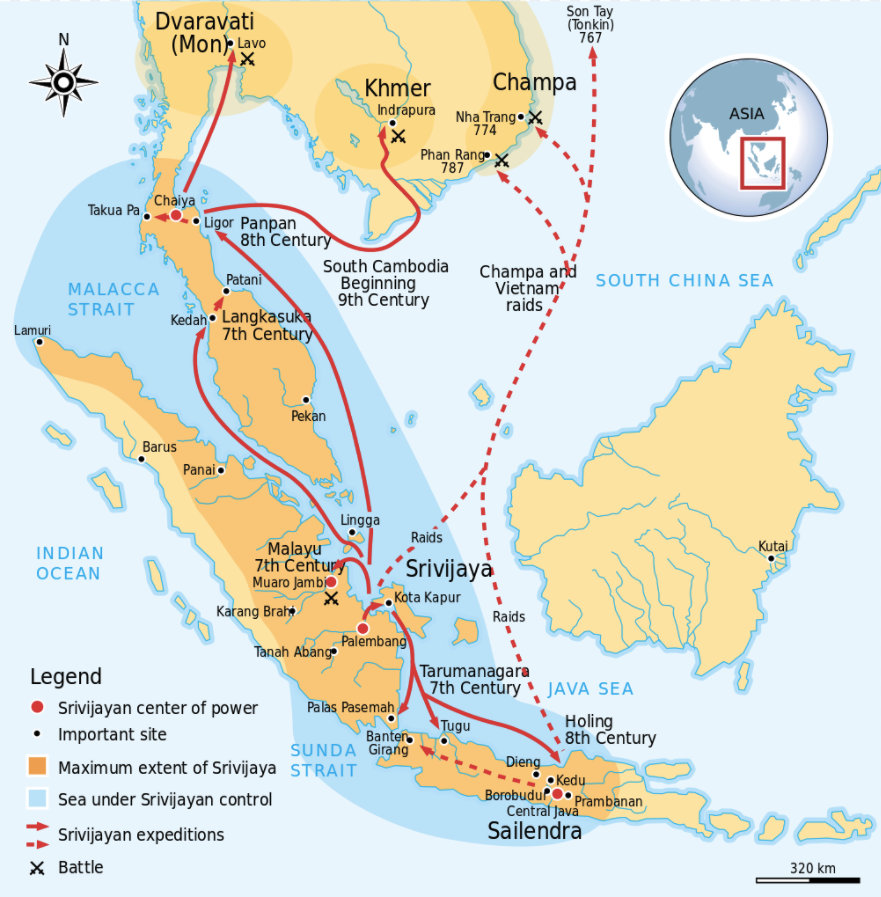 Son Tay
(Tonkin)
767
Dvaravati
(Mon)
Lavo
N
Khmer
Indrapura
Champa
Nha Trang
774
Phan Rang
787
ASIA
Takua Pa
Chaiya
Ligor
Panpan
8th Century
South Cambodia
Beginning
9th Century
Champa and
Vietnam
raids
SOUTH CHINA SEA
MALACCA
STRAIT
Patani
Kedah
Langkasuka
7th Century
Lamuri
Pekan
Barus
Panai
Lingga
Raids
INDIAN
OCEAN
Malayu
7th Century
Muaro Jambi
Srivijaya
Kutai
Kota Kapur
Karang Brahi
Raids
Palembang
Tanah Abang
Tarumanagara
7th Century
JAVA SEA
Palas Pasemah
Tugu
Holing
8th Century
Banten
Girang
SUNDA
STRAIT
Dieng
Kedu
Borobudur
Prambanan
Central Java
Sailendra
Legend
Srivijayan center of power
Important site
Maximum extent of Srivijaya
Sea under Srivijayan control
Srivijayan expeditions
Battle
320 km